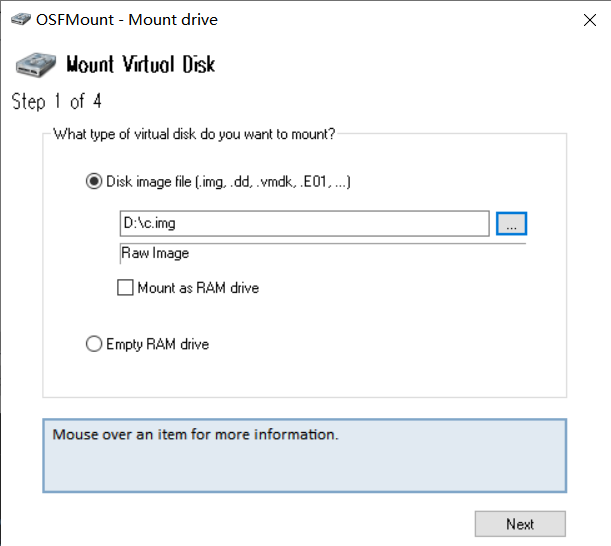 OSFMount - Mount drive
Mount Virtual Disk
Step 1 of 4
What type of virtual disk do you want to mount?
Disk image file (.img, .dd, .vmdk, .E01, ...)
D:\c.img
...
Raw Image
Mount as RAM drive
Empty RAM drive
Mouse over an item for more information.
Next